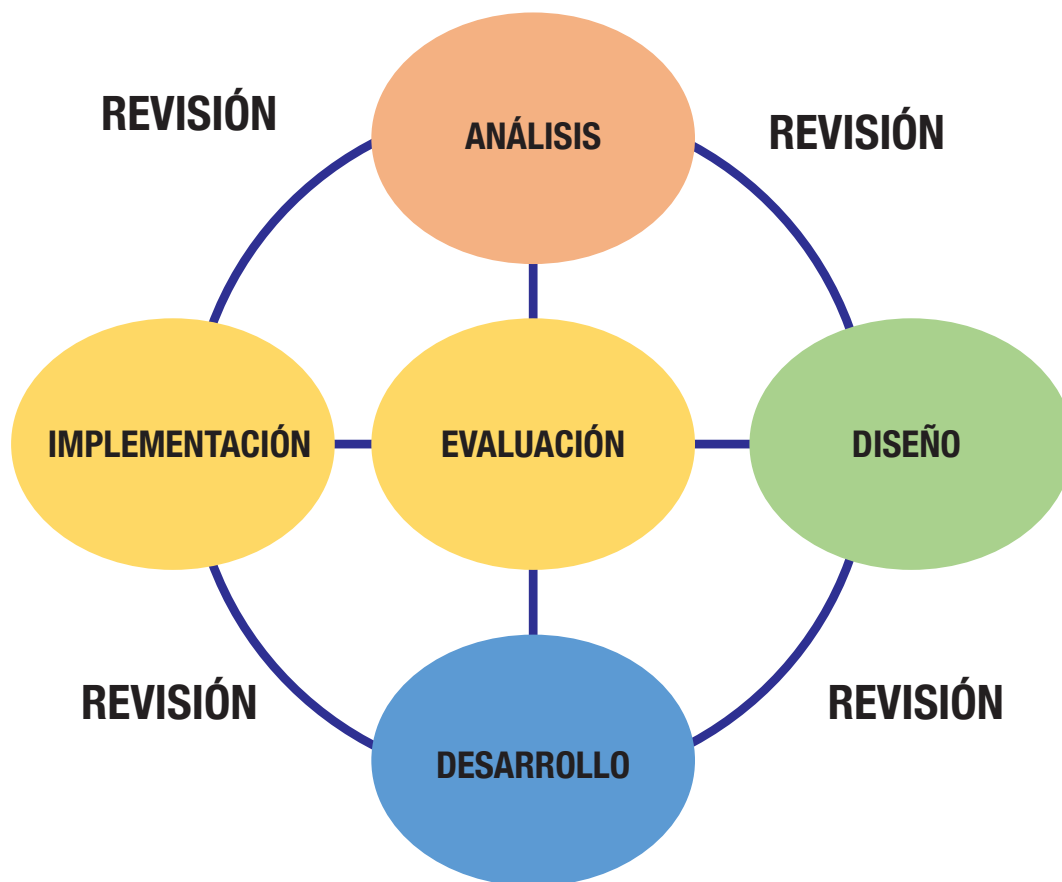 REVISIÓN
ANÁLISIS
REVISIÓN
IMPLEMENTACIÓN
EVALUACIÓN
DISEÑO
REVISIÓN
DESARROLLO
REVISIÓN